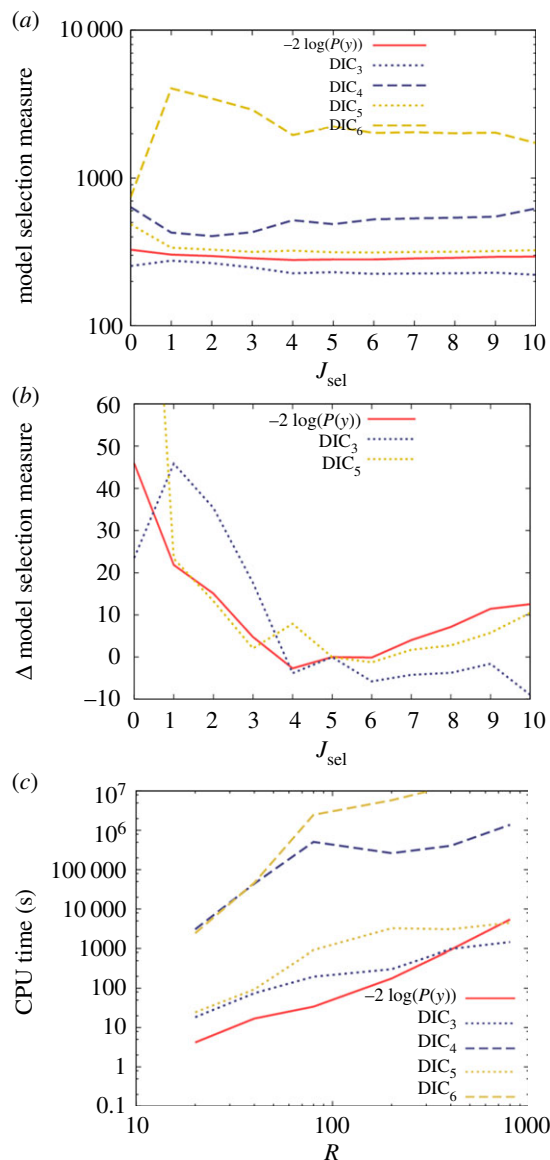 (a)
10 000
1000
100
model selection measure
−2 log(P(y))
DIC3
DIC4
DIC5
DIC6
0 1 2 3 4 5 6 7 8 9 10
Jsel
(b)
60
50
40
30
20
10
0
−10
Δ model selection measure
−2 log(P(y))
DIC3
DIC5
0 1 2 3 4 5 6 7 8 9 10
Jsel
(c)
10^7
10^6
100 000
10 000
1000
100
10
1
0.1
CPU time (s)
−2 log(P(y))
DIC3
DIC4
DIC5
DIC6
10 100 1000
R